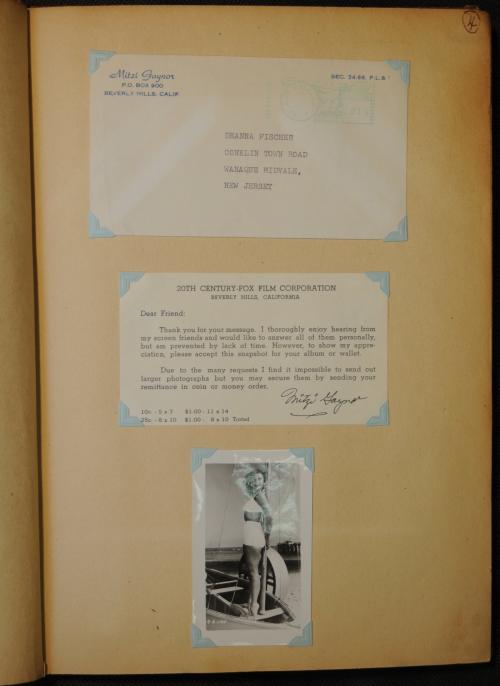 4
Mitzi Gaynor
P.O. BOX 900
BEVERLY HILLS, CALIF.
SEC. 34.66, P.L.&
DEANNA FISCHER
CONKLIN TOWN ROAD
WANAQUE MIDVALE,
NEW JERSEY
20TH CENTURY-FOX FILM CORPORATION
BEVERLY HILLS, CALIFORNIA
Dear Friend:
Thank you for your message. I thoroughly enjoy hearing from
my screen friends and would like to answer all of them personally,
but am prevented by lack of time. However, to show my appre-
ciation, please accept this snapshot for your album or wallet.
Due to the many requests I find it impossible to send out
larger photographs but you may secure them by sending your
remittance in coin or money order.
Mitzi Gaynor
10c - 5 x 7 $1.00 - 11 x 14
25c - 8 x 10 $1.00 - 8 x 10 Tinted